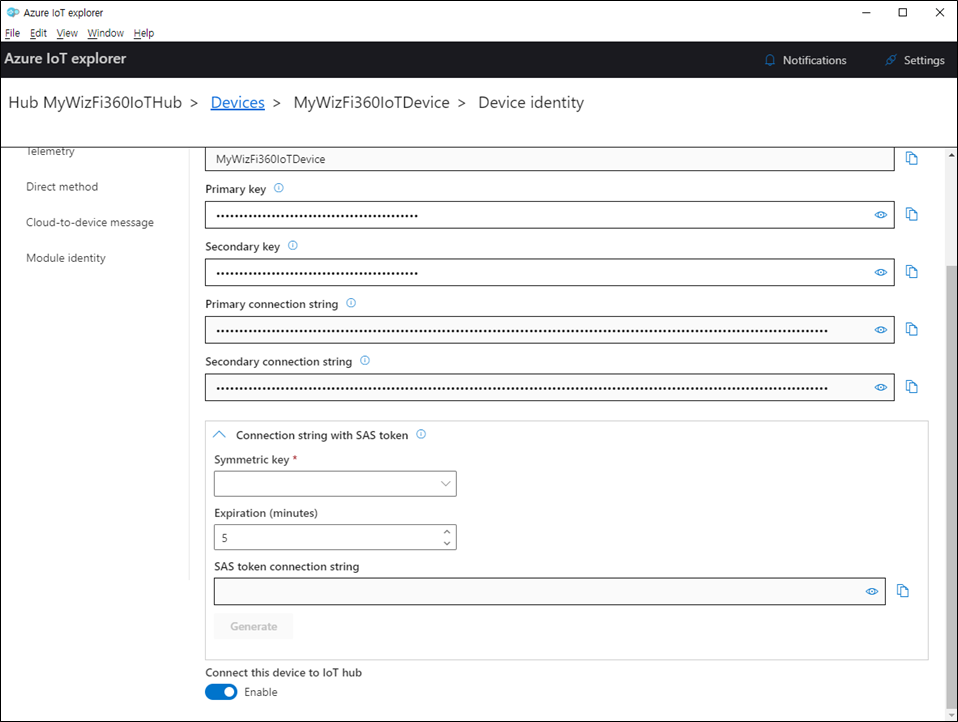 Azure IoT explorer
File Edit View Window Help
Azure IoT explorer Notifications Settings
Hub MyWizFi360IoTHub > Devices > MyWizFi360IoTDevice > Device identity
Telemetry
MyWizFi360IoTDevice
Direct method
Primary key
Cloud-to-device message
Secondary key
Module identity
Primary connection string
Secondary connection string
Connection string with SAS token
Symmetric key *
Expiration (minutes)
5
SAS token connection string
Generate
Connect this device to IoT hub
Enable